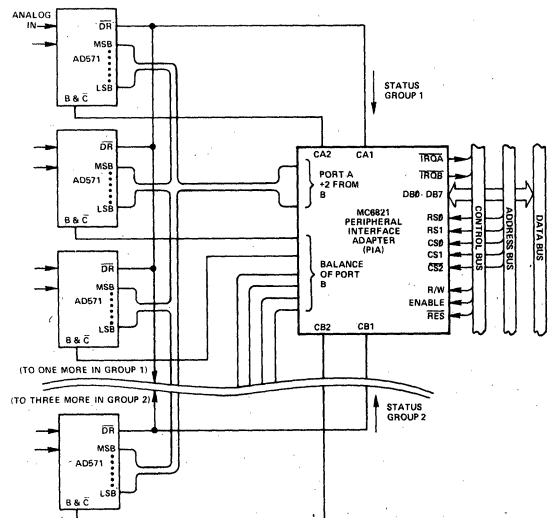 ANALOG
IN
DR
MSB
AD571
LSB
B & C
STATUS
GROUP 1
DR
MSB
AD571
LSB
B & C
CA2 CA1
PORT A
+2 FROM
B
MC6821
PERIPHERAL
INTERFACE
ADAPTER
(PIA)
BALANCE
OF PORT
B
IRQA
IRQB
DB0-DB7
RS0
RS1
CS0
CS1
CS2
R/W
ENABLE
RES
CB2 CB1
CONTROL BUS
ADDRESS BUS
DATA BUS
DR
MSB
AD571
LSB
B & C
(TO ONE MORE IN GROUP 1)
(TO THREE MORE IN GROUP 2)
STATUS
GROUP 2
DR
MSB
AD571
LSB
B & C